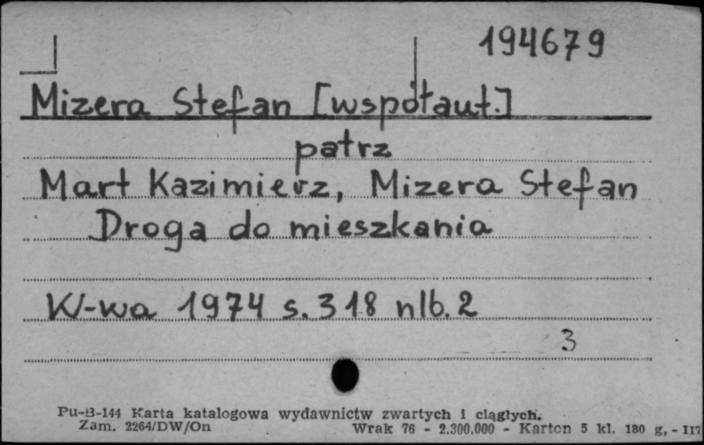 194679
Mizera Stefan [współaut.]
patrz
Mart Kazimierz, Mizera Stefan
Droga do mieszkania
W-wa 1974 s. 318 nlb. 2
3
Pu-B-144 Karta katalogowa wydawnictw zwartych i ciągłych.
Zam. 2264/DW/On Wrak 76 - 2.300.000 - Karton 5 kl. 180 g, - 117